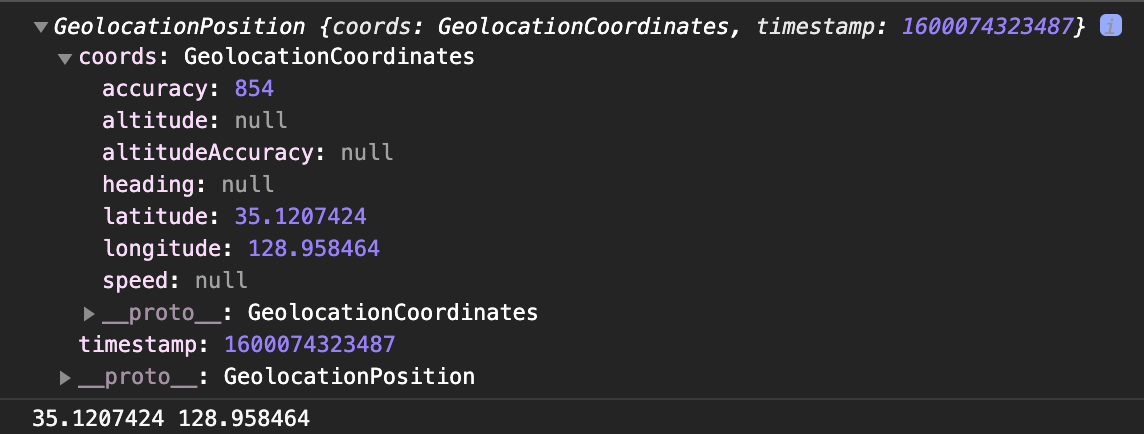 GeolocationPosition {coords: GeolocationCoordinates, timestamp: 1600074323487} i
coords: GeolocationCoordinates
accuracy: 854
altitude: null
altitudeAccuracy: null
heading: null
latitude: 35.1207424
longitude: 128.958464
speed: null
__proto__: GeolocationCoordinates
timestamp: 1600074323487
__proto__: GeolocationPosition
35.1207424 128.958464